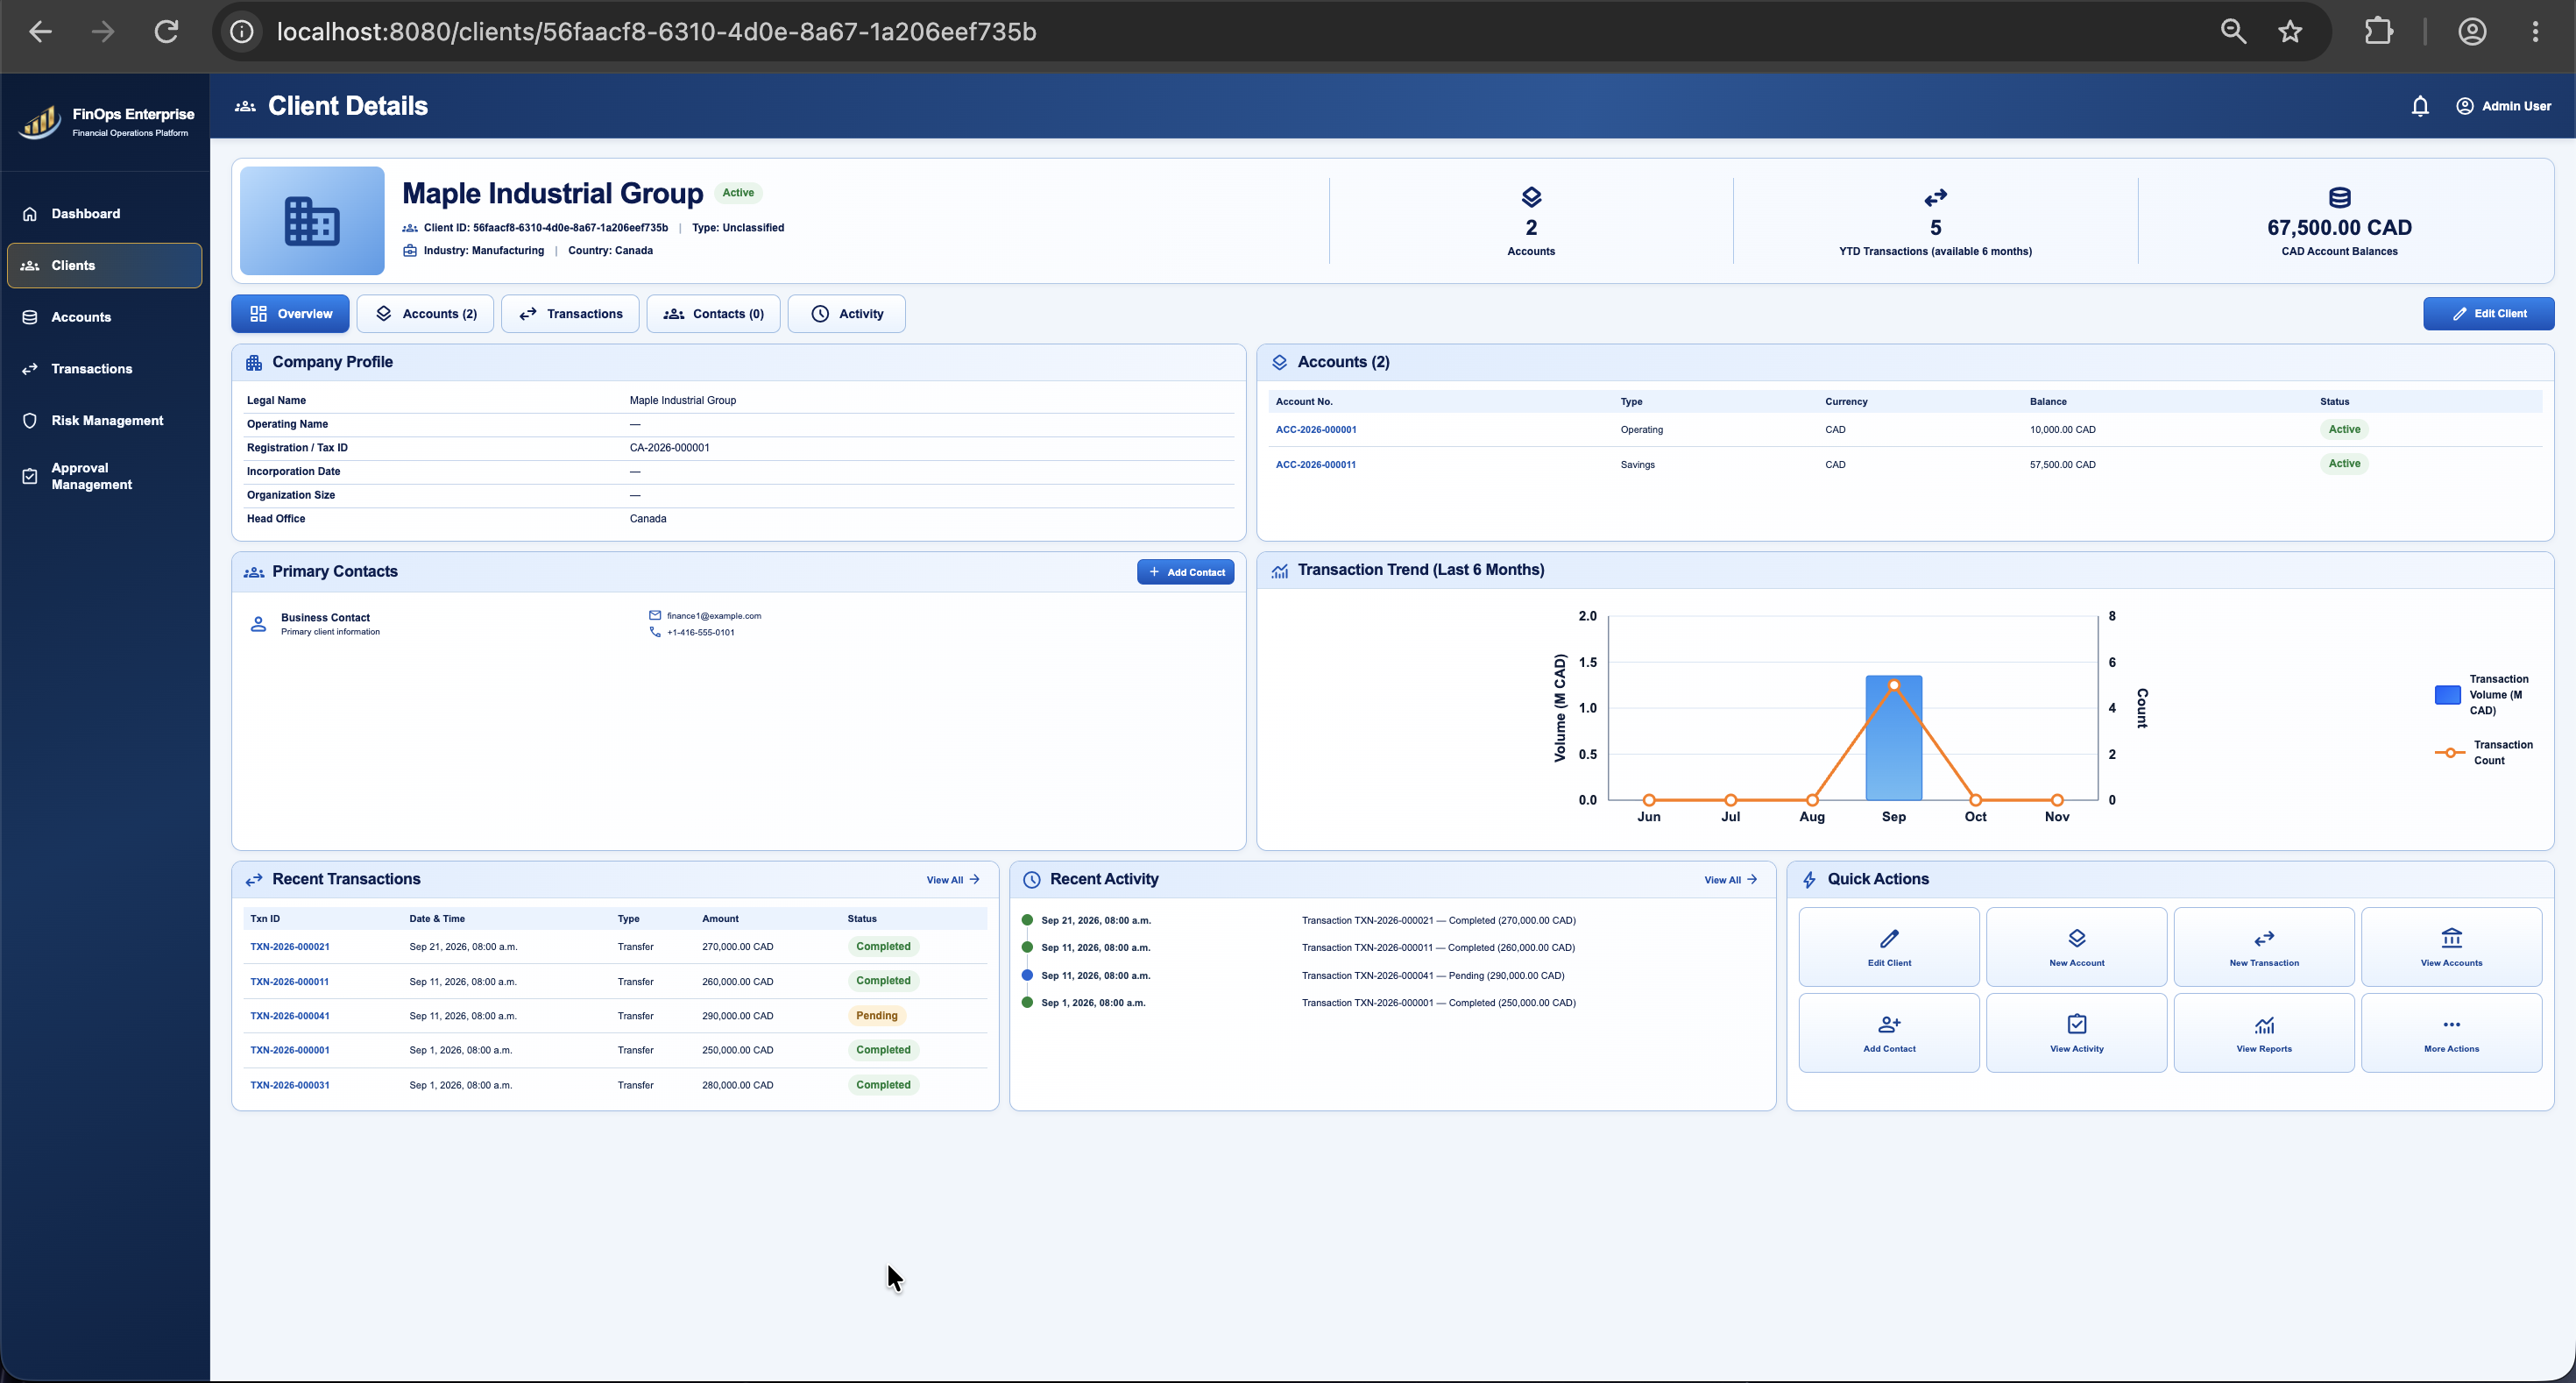 localhost:8080/clients/56faacf8-6310-4d0e-8a67-1a206eef735b
FinOps Enterprise
Financial Operations Platform
Dashboard
Clients
Accounts
Transactions
Risk Management
Approval
Management
Client Details
Admin User
Maple Industrial Group Active
Client ID: 56faacf8-6310-4d0e-8a67-1a206eef735b | Type: Unclassified
Industry: Manufacturing | Country: Canada
2
Accounts
5
YTD Transactions (available 6 months)
67,500.00 CAD
CAD Account Balances
Overview
Accounts (2)
Transactions
Contacts (0)
Activity
Edit Client
Company Profile
Legal Name Maple Industrial Group
Operating Name —
Registration / Tax ID CA-2026-000001
Incorporation Date —
Organization Size —
Head Office Canada
Accounts (2)
Account No. Type Currency Balance Status
ACC-2026-000001 Operating CAD 10,000.00 CAD Active
ACC-2026-000011 Savings CAD 57,500.00 CAD Active
Primary Contacts
+ Add Contact
Business Contact
Primary client information
finance1@example.com
+1-416-555-0101
Transaction Trend (Last 6 Months)
Volume (M CAD)
2.0
1.5
1.0
0.5
0.0
8
6
4
2
0
Count
Jun Jul Aug Sep Oct Nov
Transaction
Volume (M
CAD)
Transaction
Count
Recent Transactions
View All
Txn ID Date & Time Type Amount Status
TXN-2026-000021 Sep 21, 2026, 08:00 a.m. Transfer 270,000.00 CAD Completed
TXN-2026-000011 Sep 11, 2026, 08:00 a.m. Transfer 260,000.00 CAD Completed
TXN-2026-000041 Sep 11, 2026, 08:00 a.m. Transfer 290,000.00 CAD Pending
TXN-2026-000001 Sep 1, 2026, 08:00 a.m. Transfer 250,000.00 CAD Completed
TXN-2026-000031 Sep 1, 2026, 08:00 a.m. Transfer 280,000.00 CAD Completed
Recent Activity
View All
Sep 21, 2026, 08:00 a.m. Transaction TXN-2026-000021 — Completed (270,000.00 CAD)
Sep 11, 2026, 08:00 a.m. Transaction TXN-2026-000011 — Completed (260,000.00 CAD)
Sep 11, 2026, 08:00 a.m. Transaction TXN-2026-000041 — Pending (290,000.00 CAD)
Sep 1, 2026, 08:00 a.m. Transaction TXN-2026-000001 — Completed (250,000.00 CAD)
Quick Actions
Edit Client
New Account
New Transaction
View Accounts
Add Contact
View Activity
View Reports
More Actions